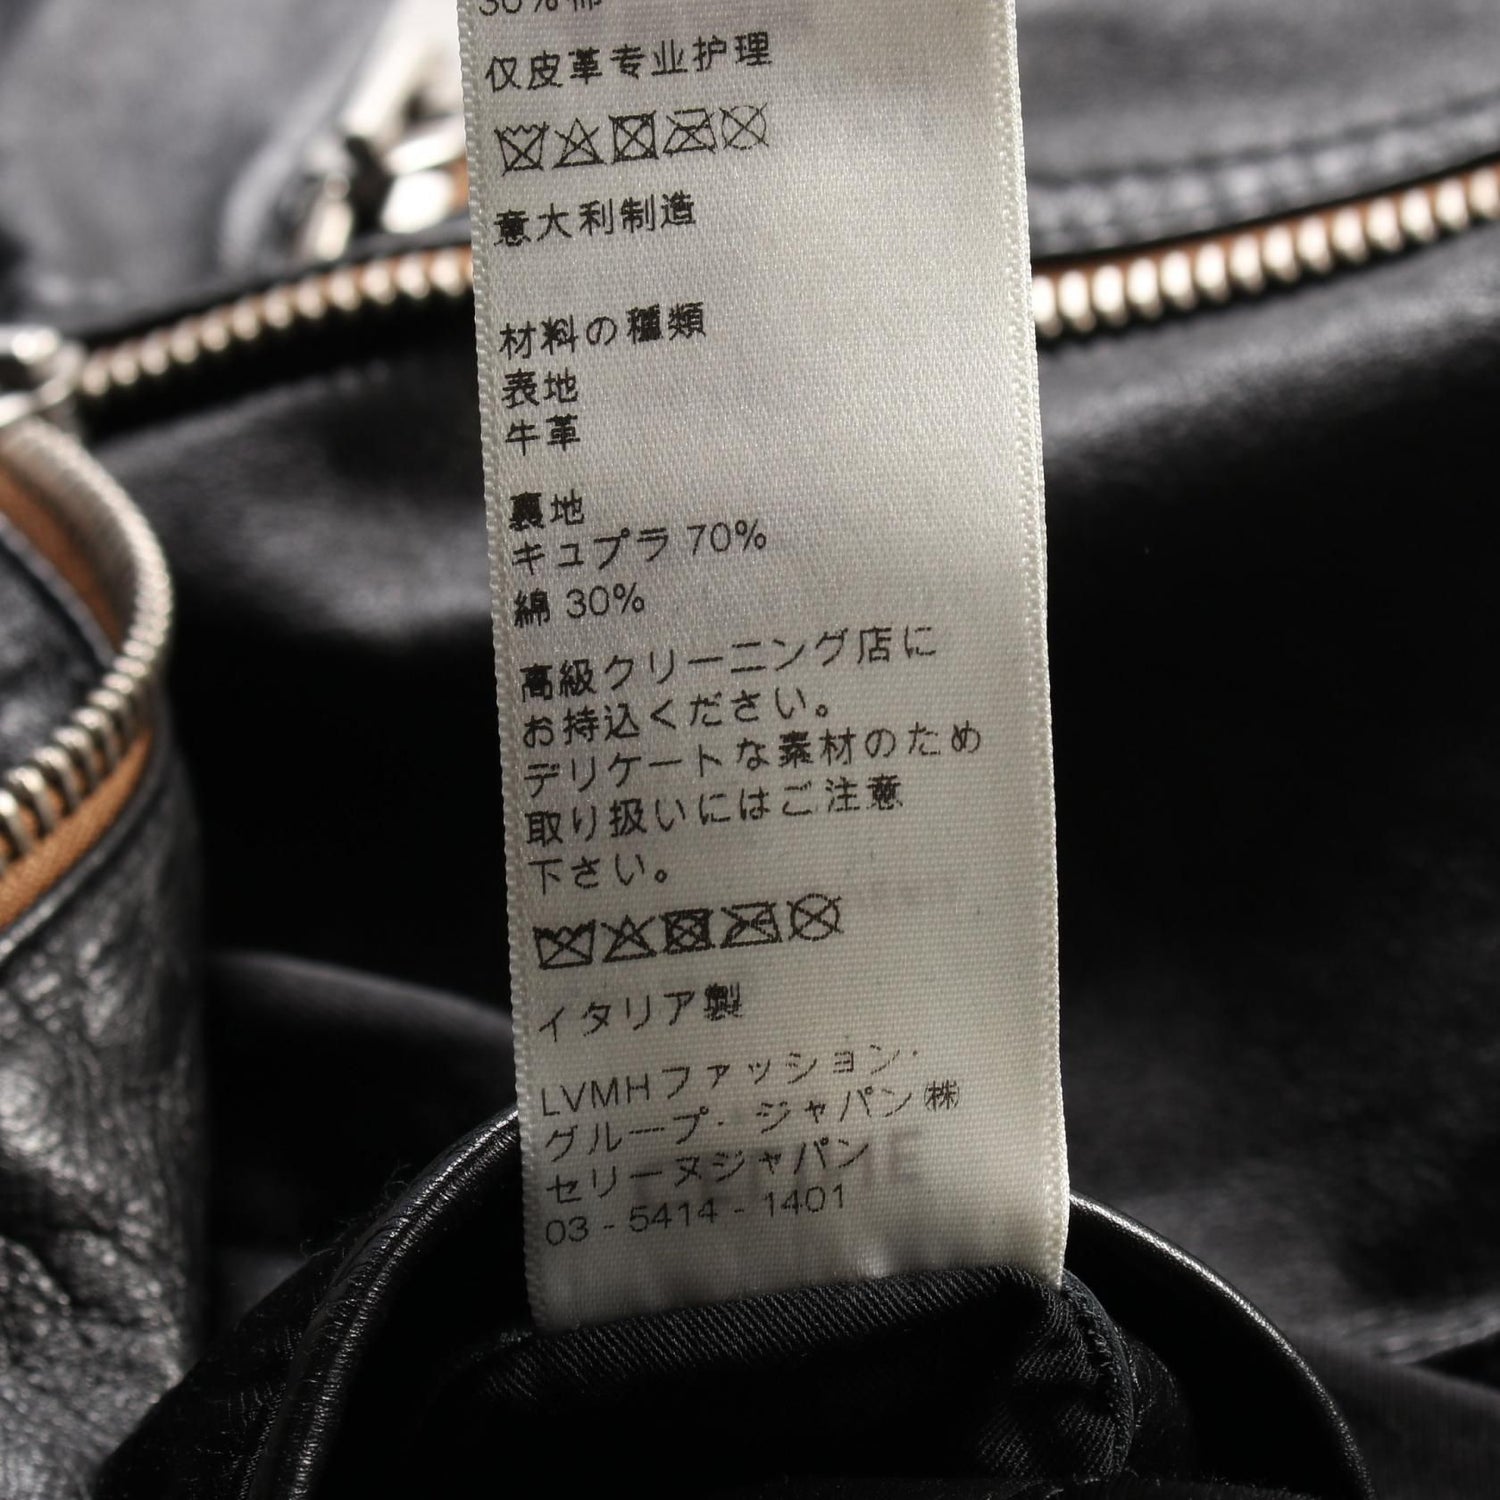 30%棉
仅皮革专业护理
意大利制造
材料の種類
表地
牛革
裏地
キュプラ 70%
綿 30%
高級クリーニング店に
お持込ください。
デリケートな素材のため
取り扱いにはご注意
下さい。
イタリア製
LVMHファッション・
グループ・ジャパン㈱
セリーヌジャパン
03 - 5414 - 1401